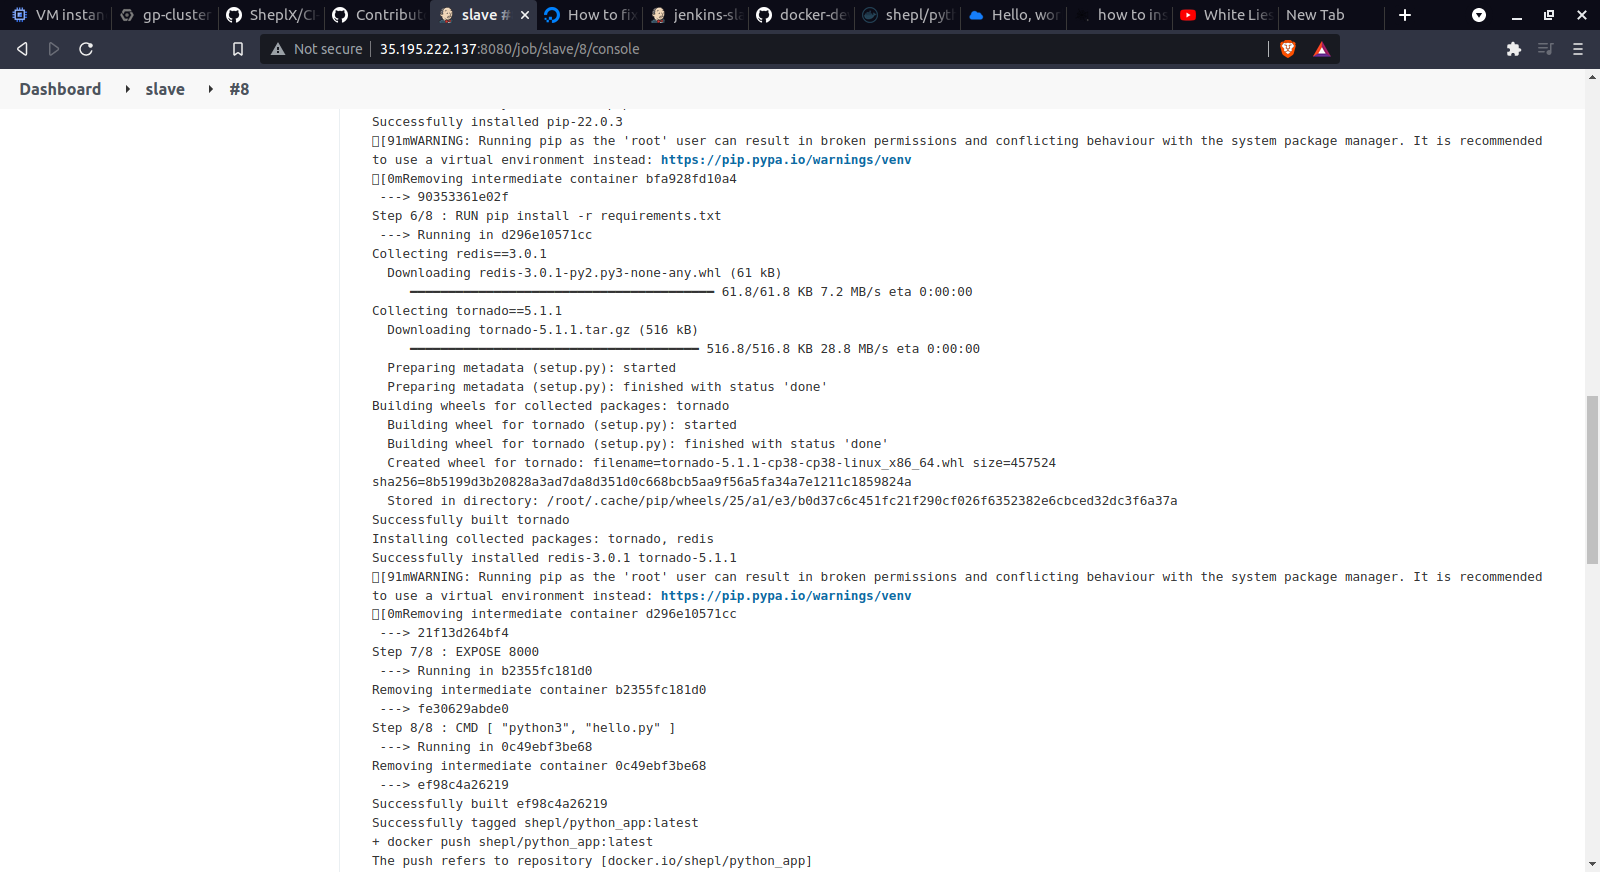 VM instan
gp-cluster
SheplX/CI-
Contribut
slave #
How to fix
jenkins-sla
docker-de
shepl/pyt
Hello, wor
how to ins
White Lies
New Tab
Not secure 35.195.222.137:8080/job/slave/8/console
Dashboard slave #8
Successfully installed pip-22.0.3
[91mWARNING: Running pip as the 'root' user can result in broken permissions and conflicting behaviour with the system package manager. It is recommended
to use a virtual environment instead: https://pip.pypa.io/warnings/venv
[0mRemoving intermediate container bfa928fd10a4
---> 90353361e02f
Step 6/8 : RUN pip install -r requirements.txt
---> Running in d296e10571cc
Collecting redis==3.0.1
Downloading redis-3.0.1-py2.py3-none-any.whl (61 kB)
━━━━━━━━━━━━━━━━━━━━━━━━━━━━━━━━━━━━━━━━ 61.8/61.8 KB 7.2 MB/s eta 0:00:00
Collecting tornado==5.1.1
Downloading tornado-5.1.1.tar.gz (516 kB)
━━━━━━━━━━━━━━━━━━━━━━━━━━━━━━━━━━━━━━ 516.8/516.8 KB 28.8 MB/s eta 0:00:00
Preparing metadata (setup.py): started
Preparing metadata (setup.py): finished with status 'done'
Building wheels for collected packages: tornado
Building wheel for tornado (setup.py): started
Building wheel for tornado (setup.py): finished with status 'done'
Created wheel for tornado: filename=tornado-5.1.1-cp38-cp38-linux_x86_64.whl size=457524
sha256=8b5199d3b20828a3ad7da8d351d0c668bcb5aa9f56a5fa34a7e1211c1859824a
Stored in directory: /root/.cache/pip/wheels/25/a1/e3/b0d37c6c451fc21f290cf026f6352382e6cbced32dc3f6a37a
Successfully built tornado
Installing collected packages: tornado, redis
Successfully installed redis-3.0.1 tornado-5.1.1
[91mWARNING: Running pip as the 'root' user can result in broken permissions and conflicting behaviour with the system package manager. It is recommended
to use a virtual environment instead: https://pip.pypa.io/warnings/venv
[0mRemoving intermediate container d296e10571cc
---> 21f13d264bf4
Step 7/8 : EXPOSE 8000
---> Running in b2355fc181d0
Removing intermediate container b2355fc181d0
---> fe30629abde0
Step 8/8 : CMD [ "python3", "hello.py" ]
---> Running in 0c49ebf3be68
Removing intermediate container 0c49ebf3be68
---> ef98c4a26219
Successfully built ef98c4a26219
Successfully tagged shepl/python_app:latest
+ docker push shepl/python_app:latest
The push refers to repository [docker.io/shepl/python_app]